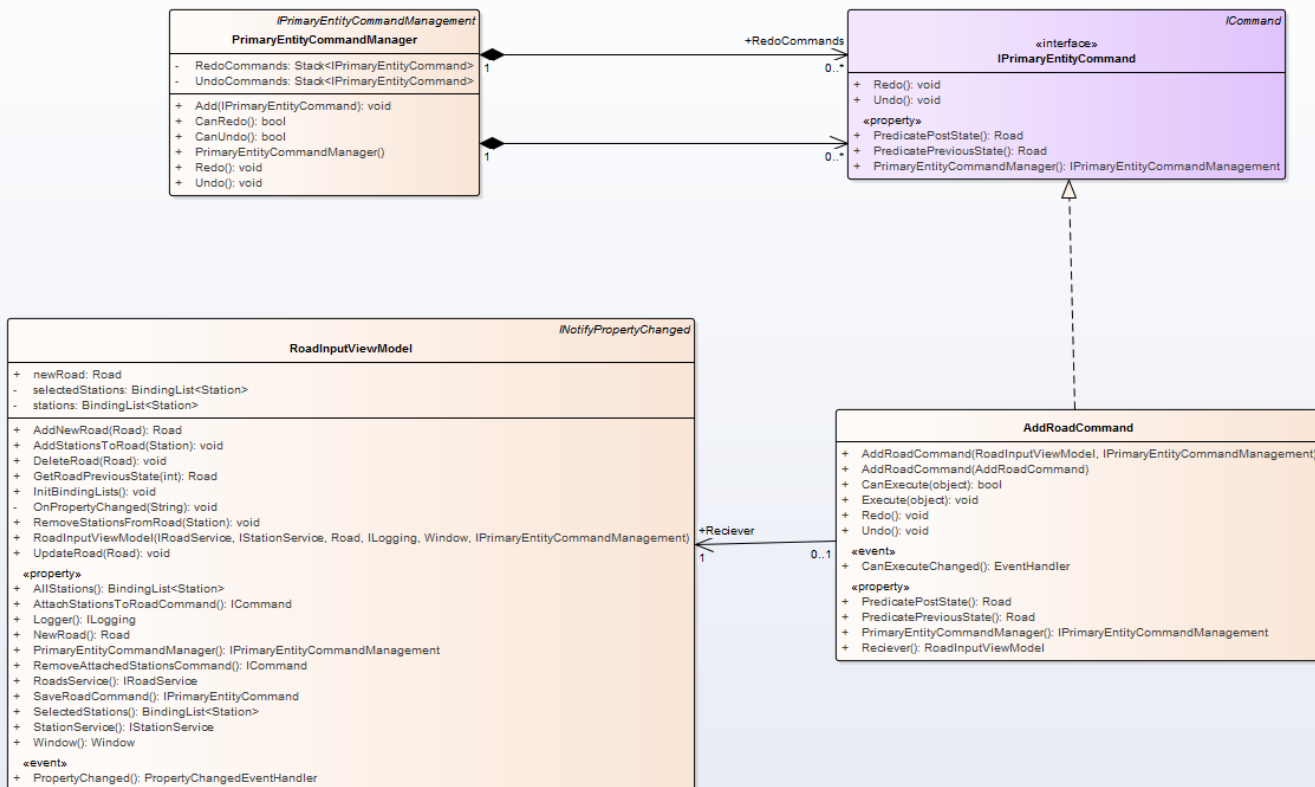 IPrimaryEntityCommandManagement
PrimaryEntityCommandManager
- RedoCommands: Stack<IPrimaryEntityCommand>
- UndoCommands: Stack<IPrimaryEntityCommand>
+ Add(IPrimaryEntityCommand): void
+ CanRedo(): bool
+ CanUndo(): bool
+ PrimaryEntityCommandManager()
+ Redo(): void
+ Undo(): void
1
+RedoCommands
0..*
1
0..*
ICommand
«interface»
IPrimaryEntityCommand
+ Redo(): void
+ Undo(): void
«property»
+ PredicatePostState(): Road
+ PredicatePreviousState(): Road
+ PrimaryEntityCommandManager(): IPrimaryEntityCommandManagement
INotifyPropertyChanged
RoadInputViewModel
+ newRoad: Road
- selectedStations: BindingList<Station>
- stations: BindingList<Station>
+ AddNewRoad(Road): Road
+ AddStationsToRoad(Station): void
+ DeleteRoad(Road): void
+ GetRoadPreviousState(int): Road
+ InitBindingLists(): void
- OnPropertyChanged(String): void
+ RemoveStationsFromRoad(Station): void
+ RoadInputViewModel(IRoadService, IStationService, Road, ILogging, Window, IPrimaryEntityCommandManagement)
+ UpdateRoad(Road): void
«property»
+ AllStations(): BindingList<Station>
+ AttachStationsToRoadCommand(): ICommand
+ Logger(): ILogging
+ NewRoad(): Road
+ PrimaryEntityCommandManager(): IPrimaryEntityCommandManagement
+ RemoveAttachedStationsCommand(): ICommand
+ RoadsService(): IRoadService
+ SaveRoadCommand(): IPrimaryEntityCommand
+ SelectedStations(): BindingList<Station>
+ StationService(): IStationService
+ Window(): Window
«event»
+ PropertyChanged(): PropertyChangedEventHandler
+Reciever
1
0..1
AddRoadCommand
+ AddRoadCommand(RoadInputViewModel, IPrimaryEntityCommandManagement)
+ AddRoadCommand(AddRoadCommand)
+ CanExecute(object): bool
+ Execute(object): void
+ Redo(): void
+ Undo(): void
«event»
+ CanExecuteChanged(): EventHandler
«property»
+ PredicatePostState(): Road
+ PredicatePreviousState(): Road
+ PrimaryEntityCommandManager(): IPrimaryEntityCommandManagement
+ Reciever(): RoadInputViewModel